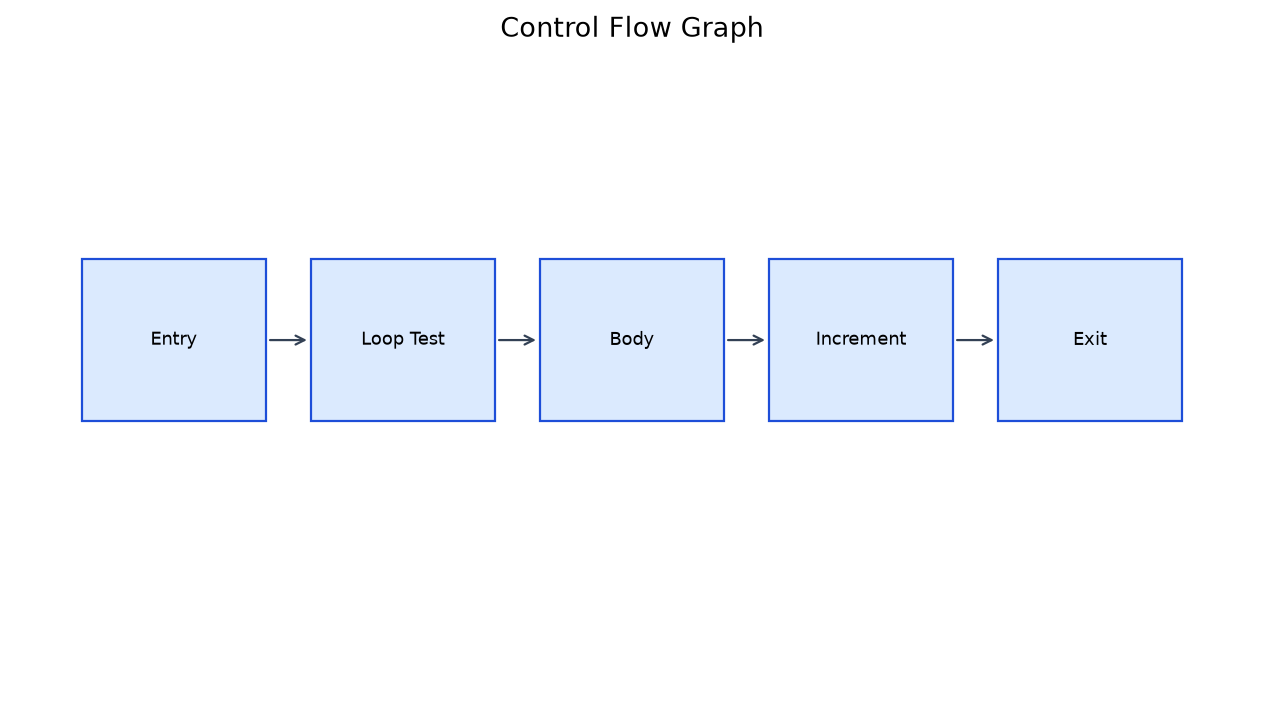 Control Flow Graph
Entry
Loop Test
Body
Increment
Exit